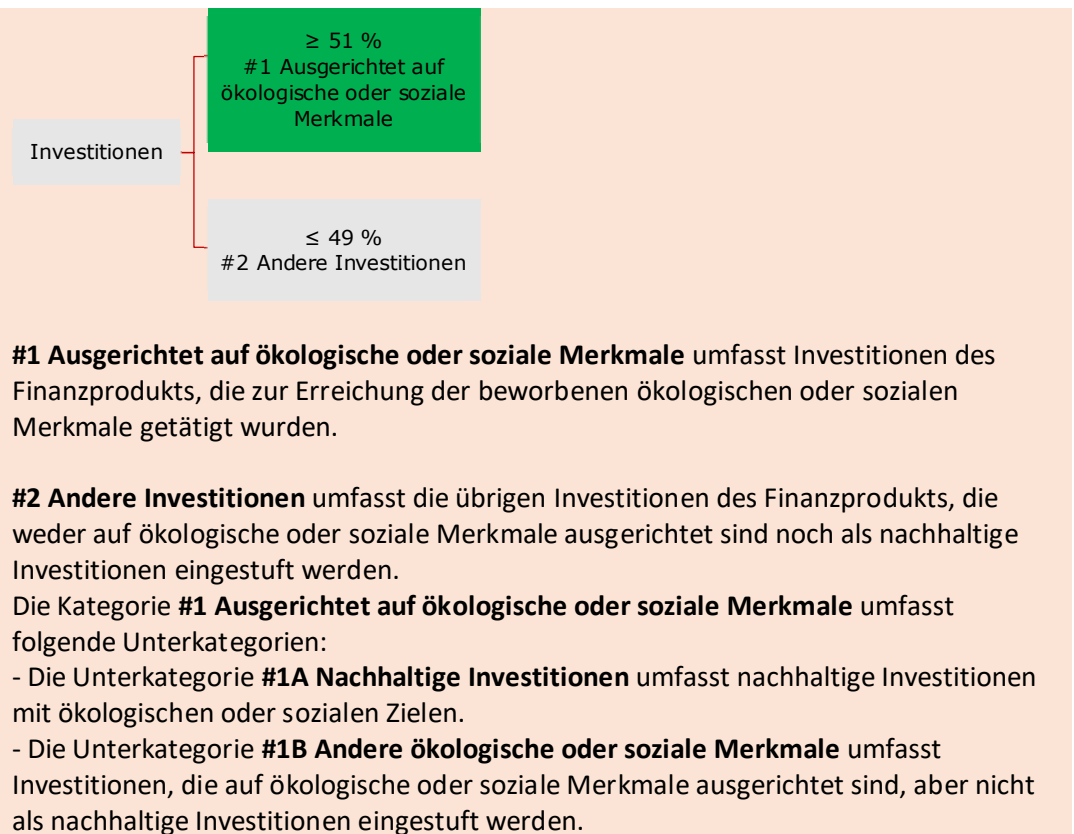 ≥ 51 %
#1 Ausgerichtet auf
ökologische oder soziale
Merkmale
Investitionen
≤ 49 %
#2 Andere Investitionen
#1 Ausgerichtet auf ökologische oder soziale Merkmale umfasst Investitionen des
Finanzprodukts, die zur Erreichung der beworbenen ökologischen oder sozialen
Merkmale getätigt wurden.
#2 Andere Investitionen umfasst die übrigen Investitionen des Finanzprodukts, die
weder auf ökologische oder soziale Merkmale ausgerichtet sind noch als nachhaltige
Investitionen eingestuft werden.
Die Kategorie #1 Ausgerichtet auf ökologische oder soziale Merkmale umfasst
folgende Unterkategorien:
- Die Unterkategorie #1A Nachhaltige Investitionen umfasst nachhaltige Investitionen
mit ökologischen oder sozialen Zielen.
- Die Unterkategorie #1B Andere ökologische oder soziale Merkmale umfasst
Investitionen, die auf ökologische oder soziale Merkmale ausgerichtet sind, aber nicht
als nachhaltige Investitionen eingestuft werden.